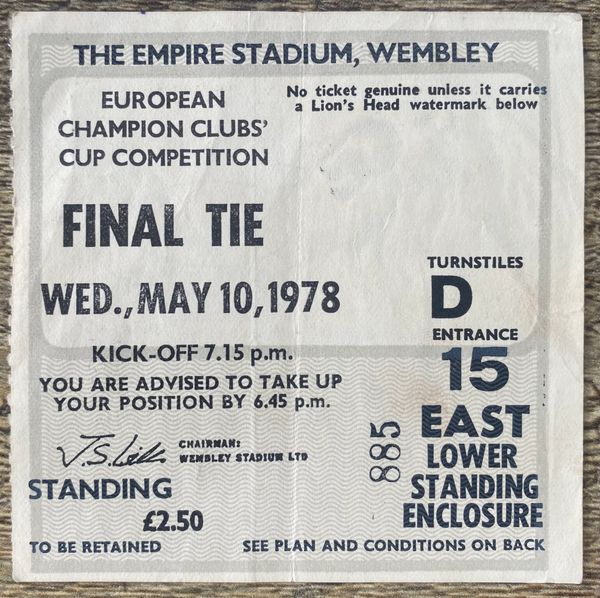 THE EMPIRE STADIUM, WEMBLEY
EUROPEAN
CHAMPION CLUBS'
CUP COMPETITION
No ticket genuine unless it carries
a Lion's Head watermark below
FINAL TIE
WED., MAY 10, 1978
KICK-OFF 7.15 p.m.
YOU ARE ADVISED TO TAKE UP
YOUR POSITION BY 6.45 p.m.
TURNSTILES
D
ENTRANCE
15
EAST
LOWER
STANDING
ENCLOSURE
885
CHAIRMAN:
WEMBLEY STADIUM LTD
STANDING
£2.50
TO BE RETAINED
SEE PLAN AND CONDITIONS ON BACK